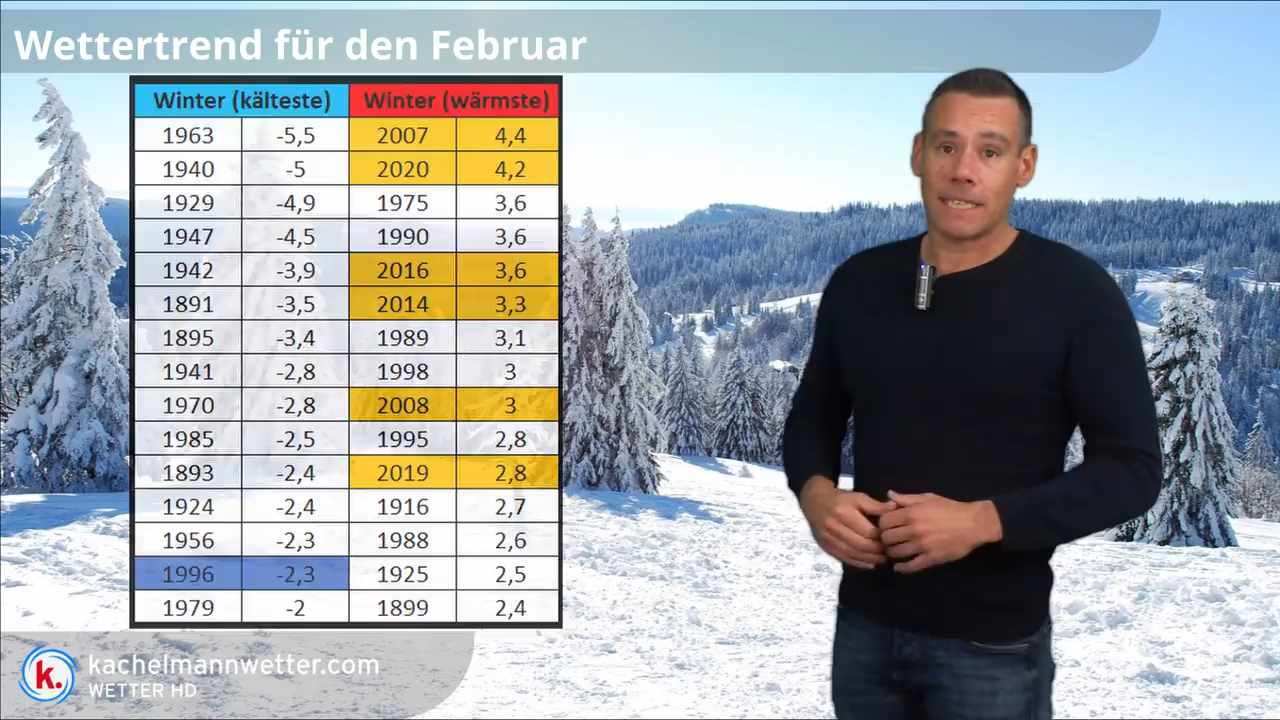 Wettertrend für den Februar
Winter (kälteste) Winter (wärmste)
1963 -5,5 2007 4,4
1940 -5 2020 4,2
1929 -4,9 1975 3,6
1947 -4,5 1990 3,6
1942 -3,9 2016 3,6
1891 -3,5 2014 3,3
1895 -3,4 1989 3,1
1941 -2,8 1998 3
1970 -2,8 2008 3
1985 -2,5 1995 2,8
1893 -2,4 2019 2,8
1924 -2,4 1916 2,7
1956 -2,3 1988 2,6
1996 -2,3 1925 2,5
1979 -2 1899 2,4
k. kachelmannwetter.com
WETTER HD